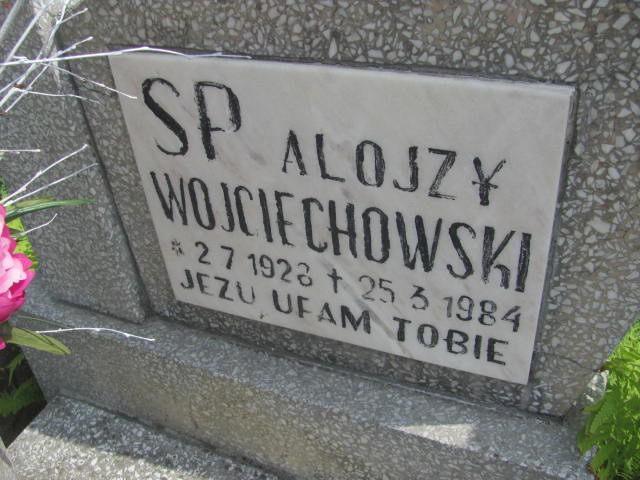 SP ALOJZY
WOJCIECHOWSKI
* 2 7 1928 + 25 3 1984
JEZU UFAM TOBIE